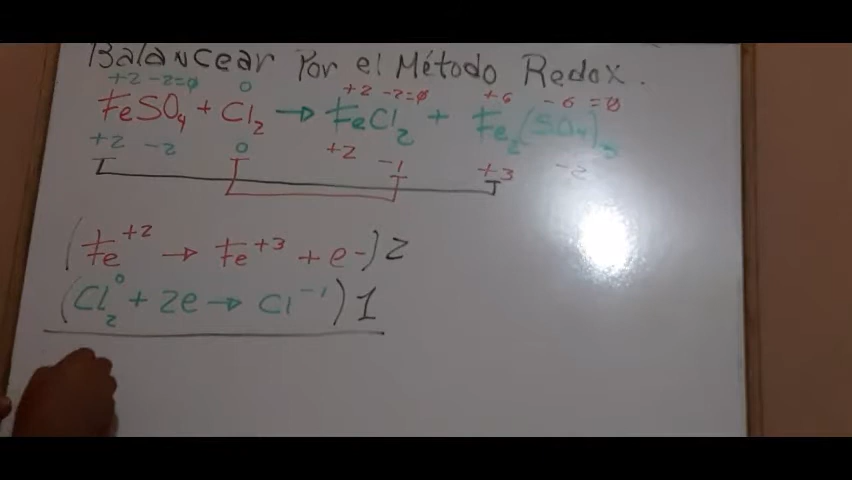 Balancear Por el Método Redox.
+2 -2=0 0 +2 -2=0 +6 -6=0
FeSO₄ + Cl₂ → FeCl₂ + Fe₂(SO₄)₃
+2 -2 0 +2 -1 +3 -2
(Fe⁺² → Fe⁺³ + e-)2
(Cl₂⁰ + 2e → Cl⁻¹)1